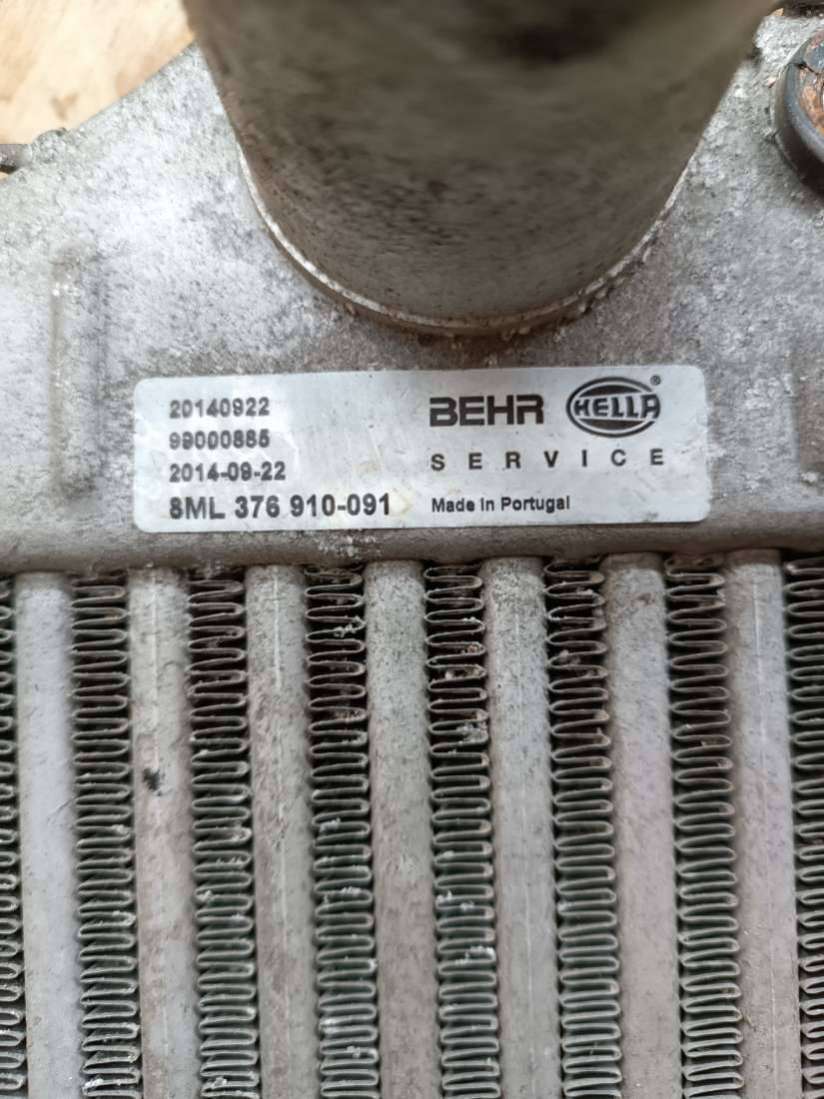 20140922
99000885
2014-09-22
8ML 376 910-091
BEHR HELLA®
SERVICE
Made in Portugal